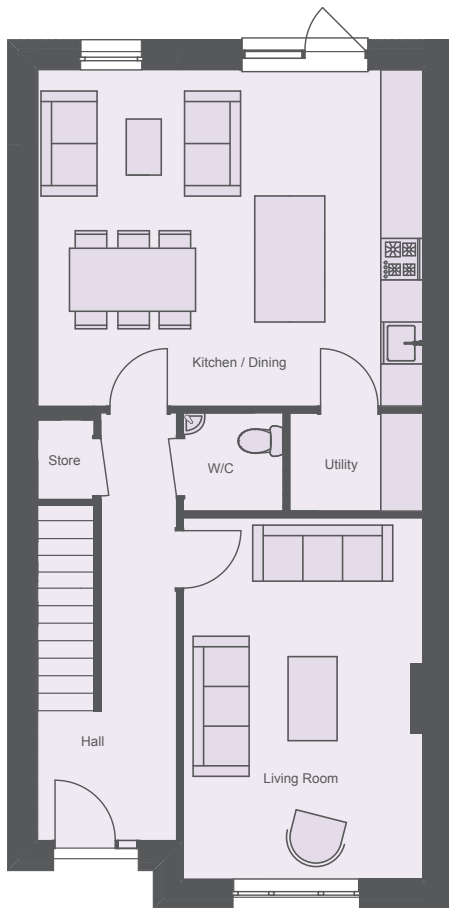 Kitchen / Dining
Store
W/C
Utility
Hall
Living Room